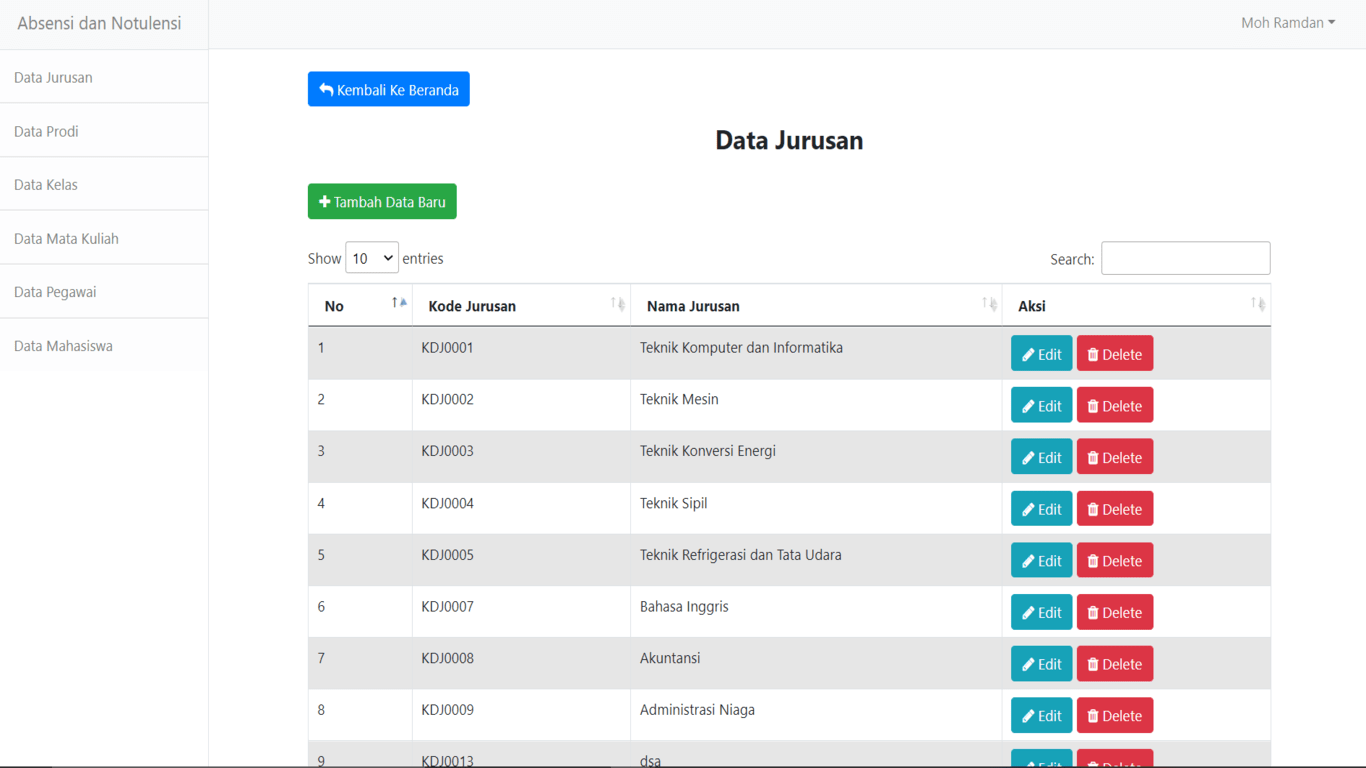 Absensi dan Notulensi
Moh Ramdan
Data Jurusan
Data Prodi
Data Kelas
Data Mata Kuliah
Data Pegawai
Data Mahasiswa
Kembali Ke Beranda
Data Jurusan
Tambah Data Baru
Show 10 entries
Search:
No Kode Jurusan Nama Jurusan Aksi
1 KDJ0001 Teknik Komputer dan Informatika Edit Delete
2 KDJ0002 Teknik Mesin Edit Delete
3 KDJ0003 Teknik Konversi Energi Edit Delete
4 KDJ0004 Teknik Sipil Edit Delete
5 KDJ0005 Teknik Refrigerasi dan Tata Udara Edit Delete
6 KDJ0007 Bahasa Inggris Edit Delete
7 KDJ0008 Akuntansi Edit Delete
8 KDJ0009 Administrasi Niaga Edit Delete
9 KDJ0013 dsa Edit Delete